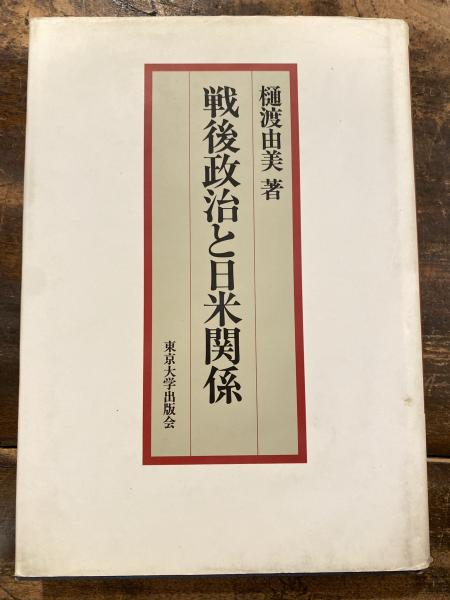 樋渡由美 著
戦後政治と日米関係
東京大学出版会